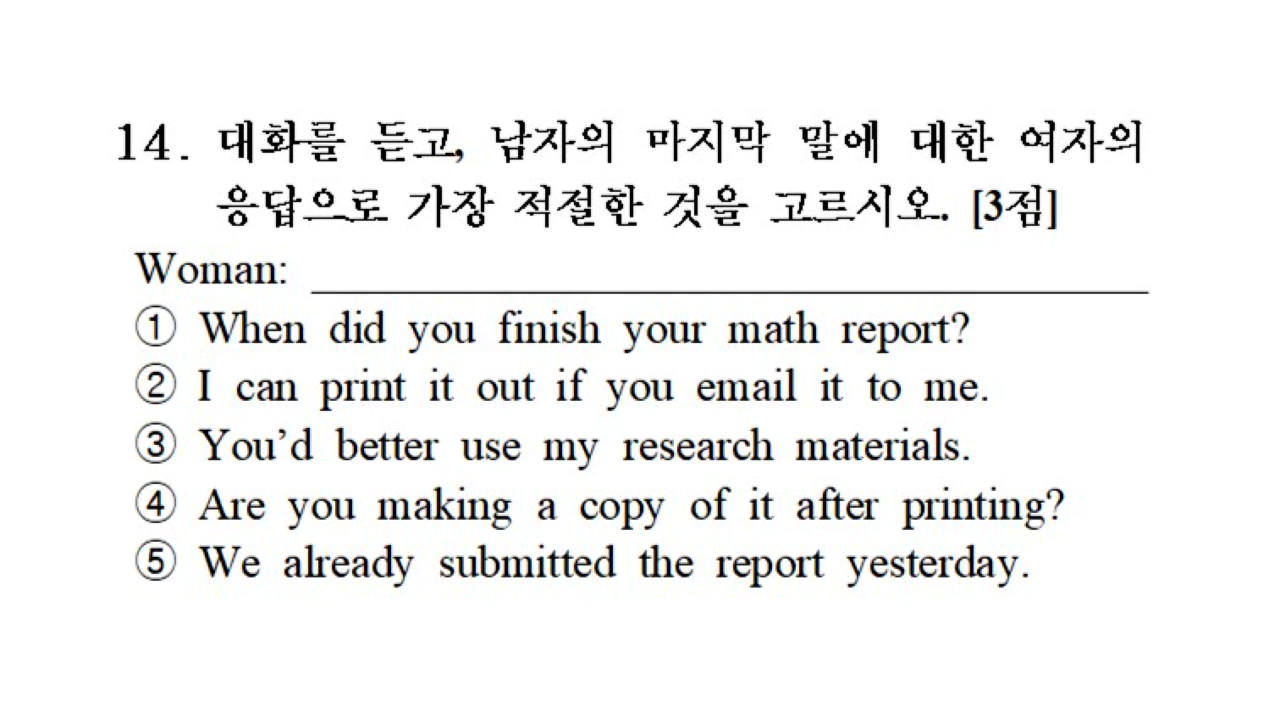 14. 대화를 듣고, 남자의 마지막 말에 대한 여자의
응답으로 가장 적절한 것을 고르시오. [3점]
Woman: ____________________
① When did you finish your math report?
② I can print it out if you email it to me.
③ You’d better use my research materials.
④ Are you making a copy of it after printing?
⑤ We already submitted the report yesterday.